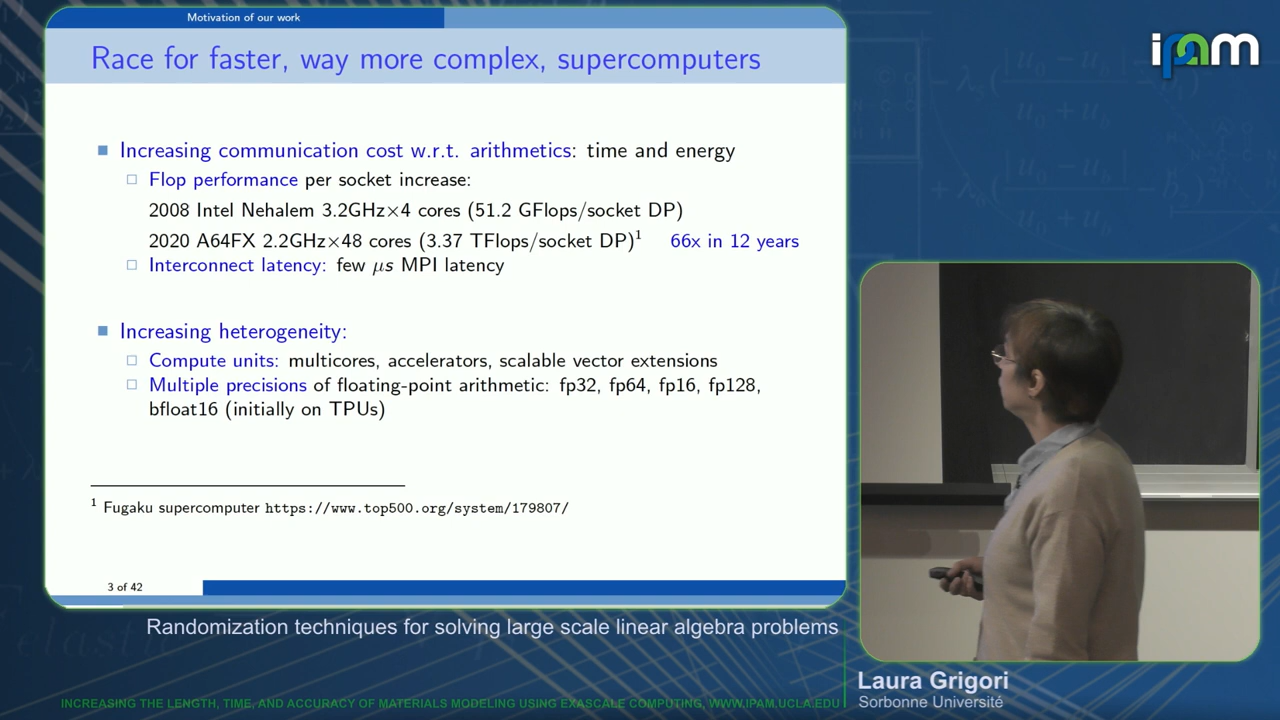 Motivation of our work
Race for faster, way more complex, supercomputers
Increasing communication cost w.r.t. arithmetics: time and energy
Flop performance per socket increase:
2008 Intel Nehalem 3.2GHz×4 cores (51.2 GFlops/socket DP)
2020 A64FX 2.2GHz×48 cores (3.37 TFlops/socket DP)¹ 66x in 12 years
Interconnect latency: few μs MPI latency
Increasing heterogeneity:
Compute units: multicores, accelerators, scalable vector extensions
Multiple precisions of floating-point arithmetic: fp32, fp64, fp16, fp128,
bfloat16 (initially on TPUs)
¹ Fugaku supercomputer https://www.top500.org/system/179807/
3 of 42
ipam
Randomization techniques for solving large scale linear algebra problems
Laura Grigori
Sorbonne Université
INCREASING THE LENGTH, TIME, AND ACCURACY OF MATERIALS MODELING USING EXASCALE COMPUTING, WWW.IPAM.UCLA.EDU